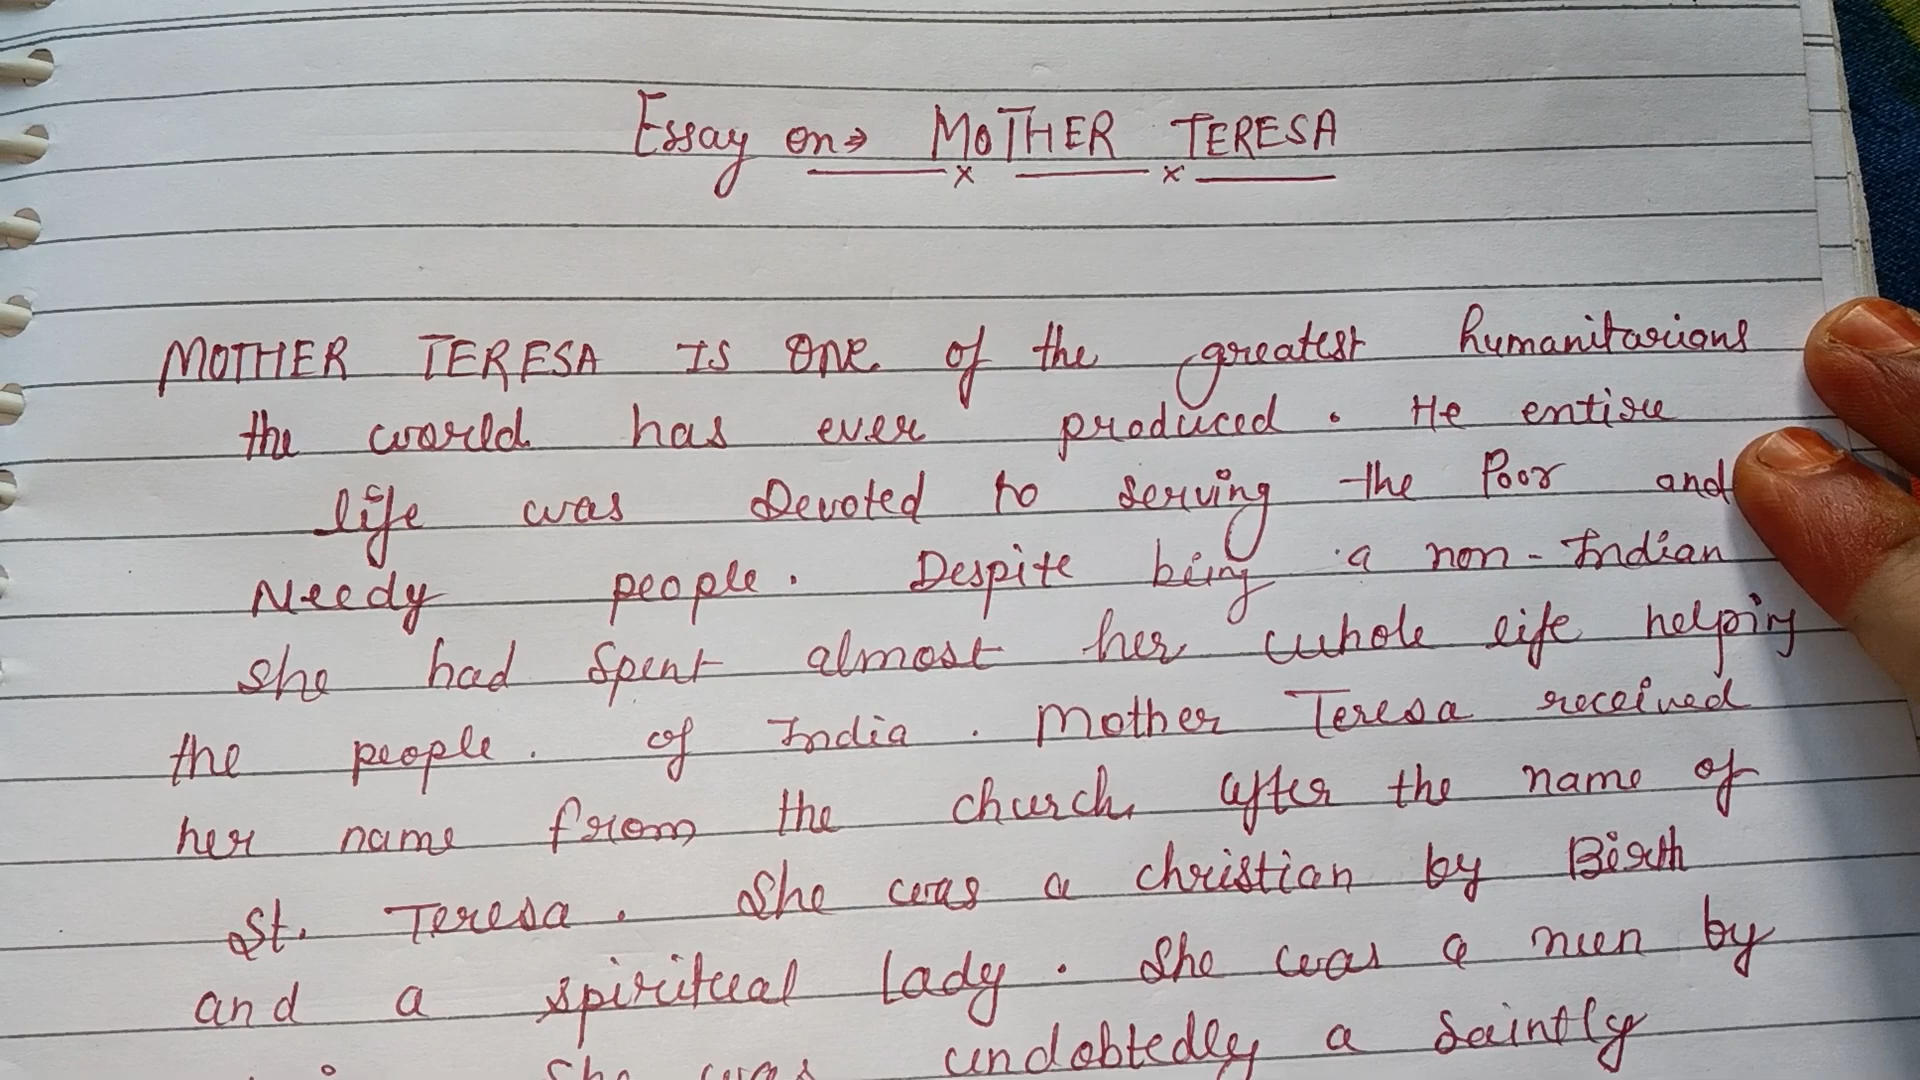 Essay on → MOTHER TERESA
MOTHER TERESA IS ONE of the greatest humanitarians
the world has ever produced. He entire
life was Devoted to serving the Poor and
Needy people. Despite being a non-Indian
she had spent almost her whole life helping
the people. of India. Mother Teresa received
her name from the church after the name of
St. Teresa. She was a christian by Birth
and a spiritual lady. She was a nun by
She was undobtedly a saintly